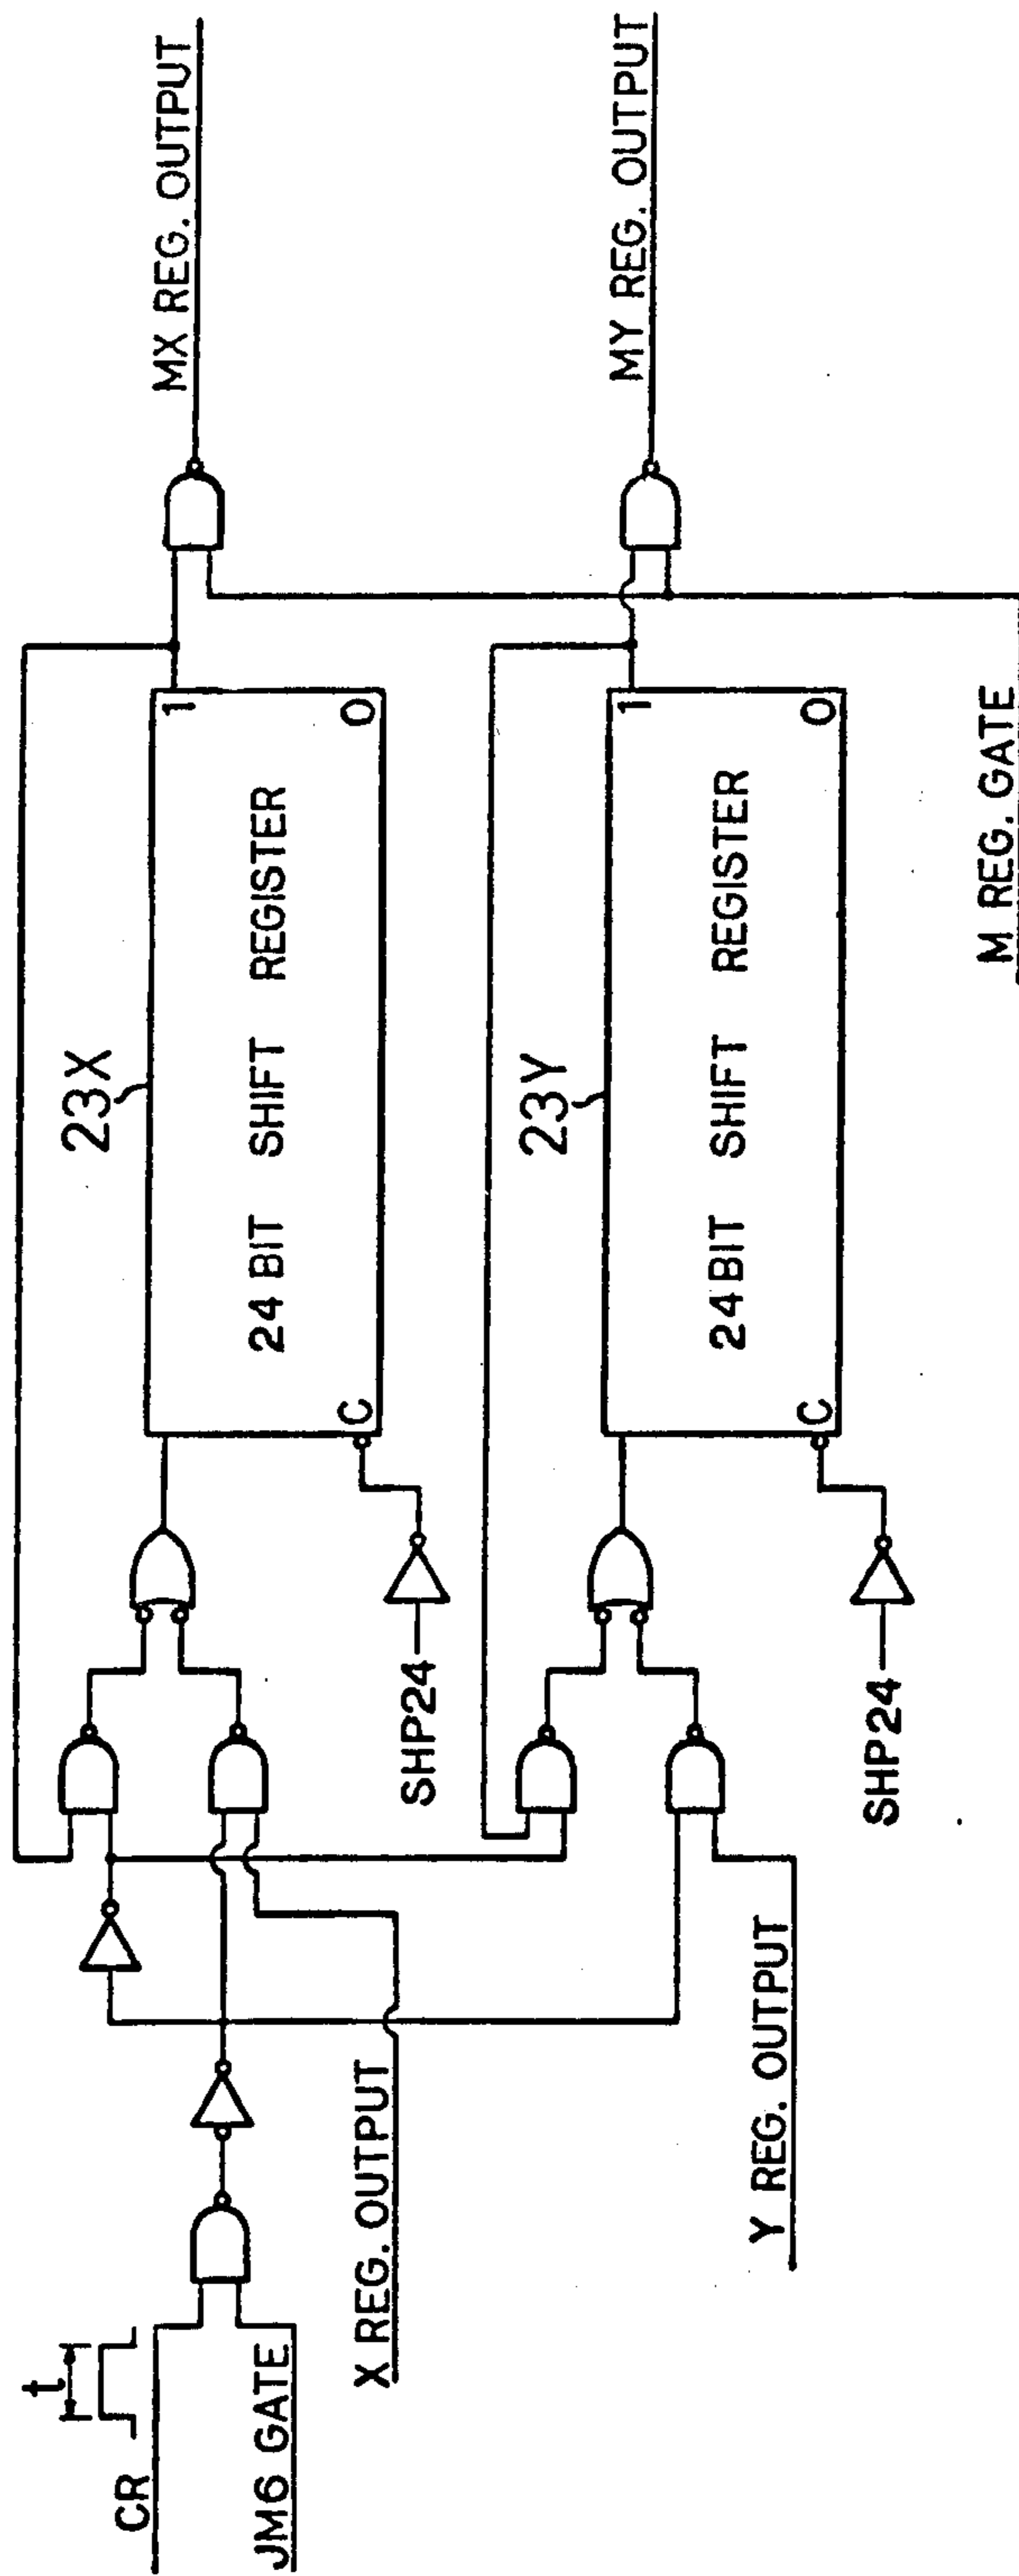 CR
t
JM6 GATE
X REG. OUTPUT
Y REG. OUTPUT
SHP24
23X
24 BIT SHIFT REGISTER
C
1
0
MX REG. OUTPUT
SHP24
23Y
24 BIT SHIFT REGISTER
C
1
0
MY REG. OUTPUT
M REG. GATE